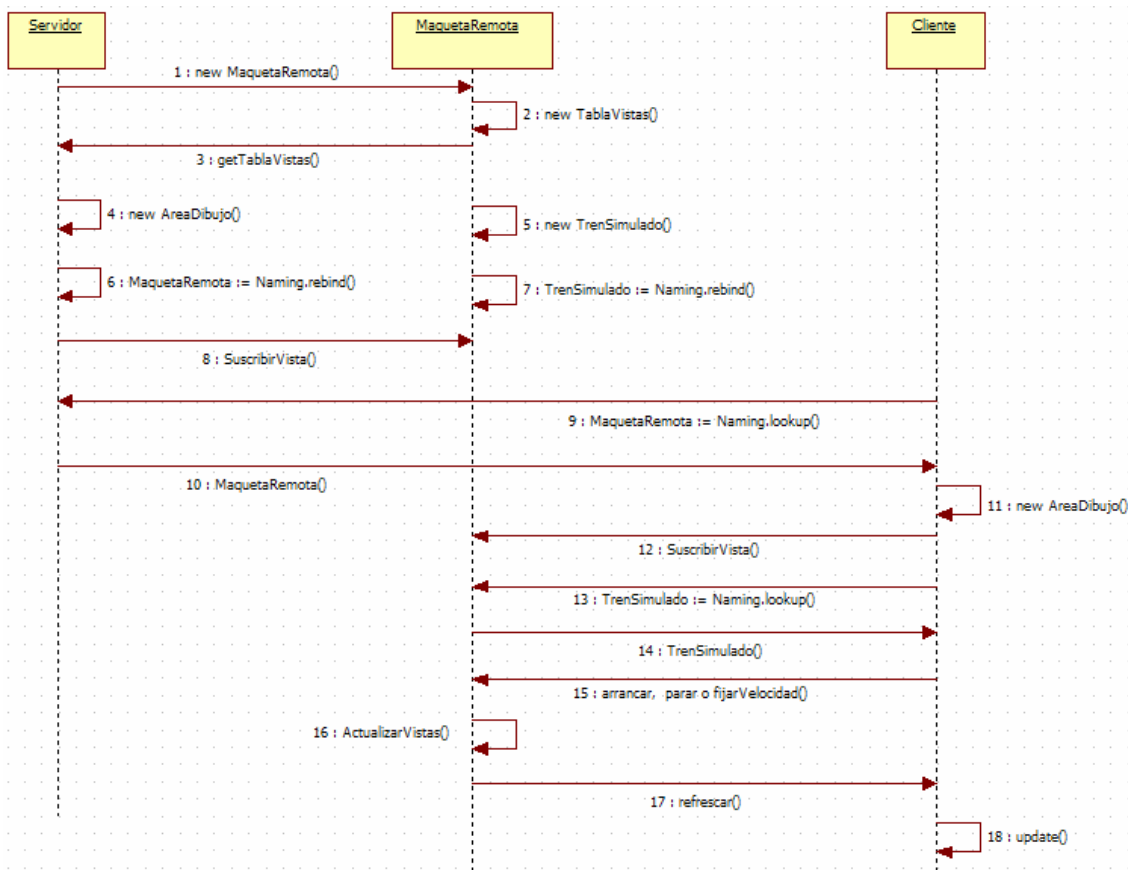 Servidor
MaquetaRemota
Cliente
1 : new MaquetaRemota()
2 : new TablaVistas()
3 : getTablaVistas()
4 : new AreaDibujo()
5 : new TrenSimulado()
6 : MaquetaRemota := Naming.rebind()
7 : TrenSimulado := Naming.rebind()
8 : SuscribirVista()
9 : MaquetaRemota := Naming.lookup()
10 : MaquetaRemota()
11 : new AreaDibujo()
12 : SuscribirVista()
13 : TrenSimulado := Naming.lookup()
14 : TrenSimulado()
15 : arrancar, parar o fijarVelocidad()
16 : ActualizarVistas()
17 : refrescar()
18 : update()